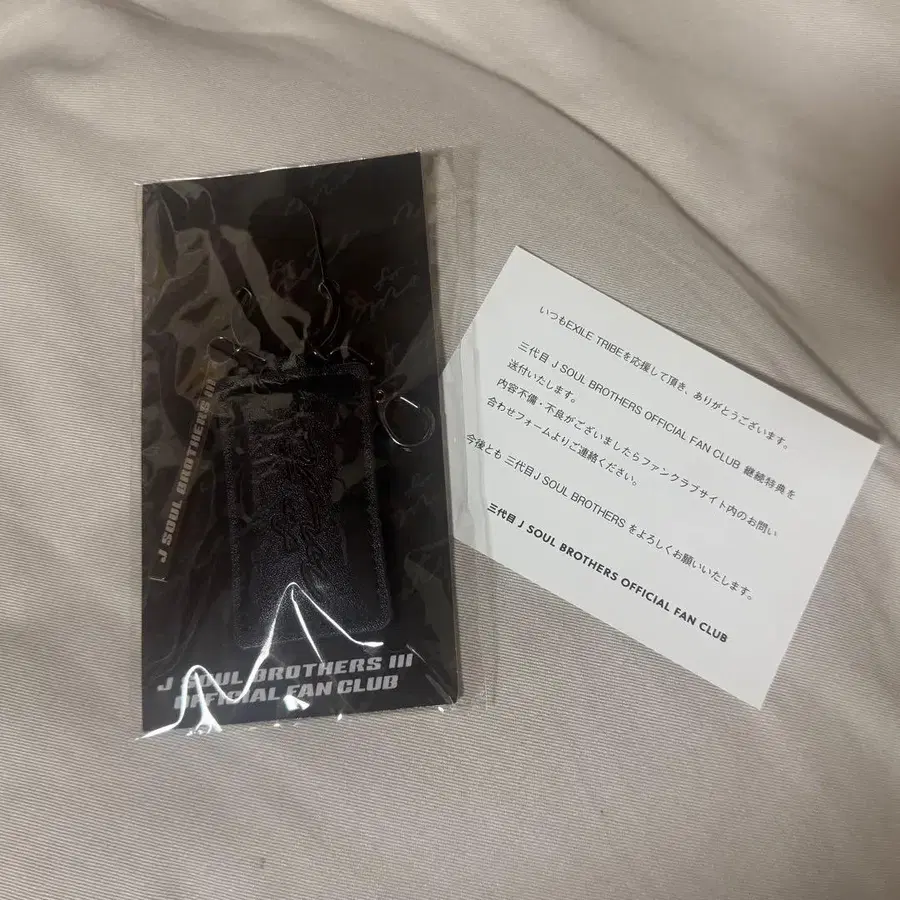 J SOUL BROTHERS III
J SOUL BROTHERS III
OFFICIAL FAN CLUB
いつもEXILE TRIBEを応援して頂き、ありがとうございます。
三代目 J SOUL BROTHERS OFFICIAL FAN CLUB 継続特典を
送付いたします。
内容不備・不良がございましたらファンクラブサイト内のお問い
合わせフォームよりご連絡ください。
今後とも 三代目 J SOUL BROTHERS をよろしくお願いいたします。
三代目 J SOUL BROTHERS OFFICIAL FAN CLUB